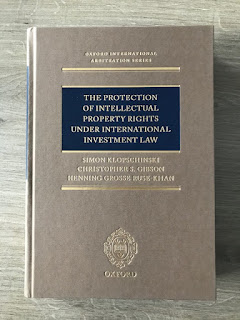 OXFORD INTERNATIONAL
ARBITRATION SERIES
THE PROTECTION
OF INTELLECTUAL
PROPERTY RIGHTS
UNDER INTERNATIONAL
INVESTMENT LAW
SIMON KLOPSCHINSKI
CHRISTOPHER S. GIBSON
HENNING GROSSE RUSE-KHAN
OXFORD